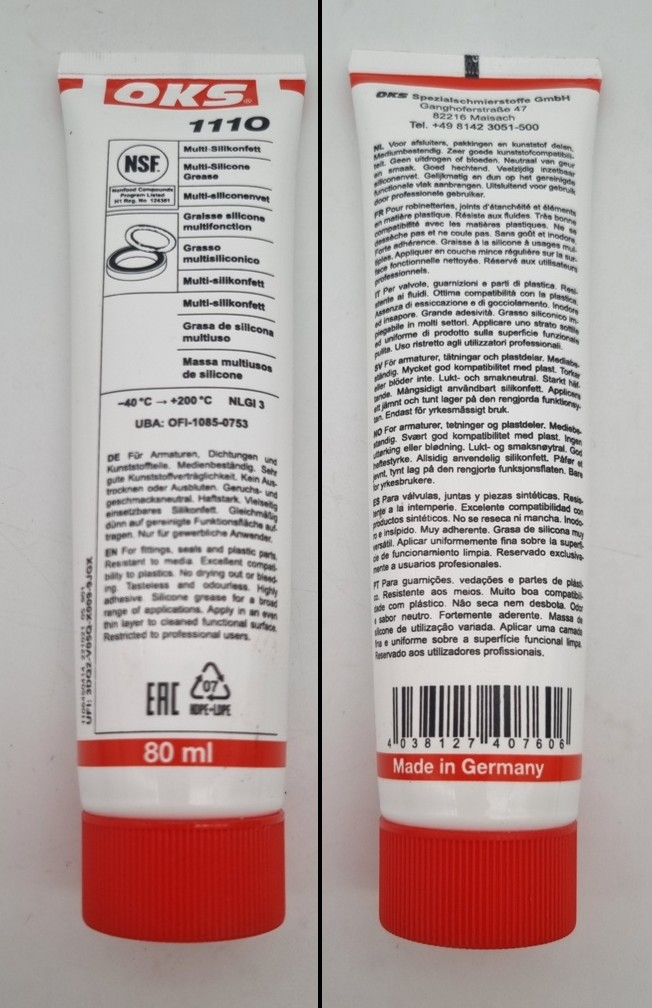 OKS®
1110
NSF®
Nonfood Compounds
Program Listed
H1 Reg. No 124381
Multi-Silikonfett
Multi-Silicone
Grease
Multi-siliconenvet
Graisse silicone
multifonction
Grasso
multisiliconico
Multi-silikonfett
Multi-silikonfett
Grasa de silicona
multiuso
Massa multiusos
de silicone
-40 °C → +200 °C NLGI 3
UBA: OFI-1085-0753
DE Für Armaturen, Dichtungen und
Kunststoffteile. Medienbeständig. Sehr
gute Kunststoffverträglichkeit. Kein Aus-
trocknen oder Ausbluten. Geruchs- und
geschmacksneutral. Haftstark. Vielseitig
einsetzbares Silikonfett. Gleichmäßig
dünn auf gereinigte Funktionsfläche auf-
tragen. Nur für gewerbliche Anwender.
EN For fittings, seals and plastic parts.
Resistant to media. Excellent compati-
bility to plastics. No drying out or bleed-
ing. Tasteless and odourless. Highly
adhesive. Silicone grease for a broad
range of applications. Apply in an even
thin layer to cleaned functional surface.
Restricted to professional users.
EAC
07
HDPE+LDPE
80 ml
OKS Spezialschmierstoffe GmbH
Ganghoferstraße 47
82216 Maisach
Tel. +49 8142 3051-500
NL Voor afsluiters, pakkingen en kunststof delen.
Mediumbestendig. Zeer goede kunststofcompatibili-
teit. Geen uitdrogen of bloeden. Neutraal van geur
en smaak. Goed hechtend. Veelzijdig inzetbaar
siliconenvet. Gelijkmatig en dun op het gereinigde
functionele vlak aanbrengen. Uitsluitend voor gebruik
door professionele gebruiker.
FR Pour robinetteries, joints d'étanchéité et éléments
en matière plastique. Résiste aux fluides. Très bonne
compatibilité avec les matières plastiques. Ne se
dessèche pas et ne coule pas. Sans goût et inodore.
Forte adhérence. Graisse à la silicone à usages mul-
tiples. Appliquer en couche mince régulière sur la sur-
face fonctionnelle nettoyée. Réservé aux utilisateurs
professionnels.
IT Per valvole, guarnizioni e parti di plastica. Resi-
stente ai fluidi. Ottima compatibilità con la plastica.
Assenza di essiccazione e di gocciolamento. Inodore
ed insapore. Grande adesività. Grasso siliconico im-
piegabile in molti settori. Applicare uno strato sottile
ed uniforme di prodotto sulla superficie funzionale
pulita. Uso ristretto agli utilizzatori professionali.
SV För armaturer, tätningar och plastdelar. Mediebe-
ständig. Mycket god kompatibilitet med plast. Torkar
eller blöder inte. Lukt- och smakneutral. Starkt häf-
tande. Mångsidigt användbart silikonfett. Applicera
ett jämnt och tunt lager på den rengjorda funktionsy-
tan. Endast för yrkesmässigt bruk.
NO For armaturer, tetninger og plastdeler. Mediebe-
standig. Svært god kompatibilitet med plast. Ingen
uttørking eller blødning. Lukt- og smaksnøytral. God
heftestyrke. Allsidig anvendelig silikonfett. Påfør et
jevnt, tynt lag på den rengjorte funksjonsflaten. Bare
for yrkesbrukere.
ES Para válvulas, juntas y piezas sintéticas. Resis-
tente a la intemperie. Excelente compatibilidad con
productos sintéticos. No se reseca ni mancha. Inodo-
ro e insípido. Muy adherente. Grasa de silicona muy
versátil. Aplicar uniformemente fina sobre la superfi-
cie de funcionamiento limpia. Reservado exclusiva-
mente a usuarios profesionales.
PT Para guarnições, vedações e partes de plásti-
co. Resistente aos meios. Muito boa compatibili-
dade com plástico. Não seca nem desbota. Odor
e sabor neutro. Fortemente aderente. Massa de
silicone de utilização variada. Aplicar uma camada
fina e uniforme sobre a superfície funcional limpa.
Reservado aos utilizadores profissionais.
4 038127 407606
Made in Germany